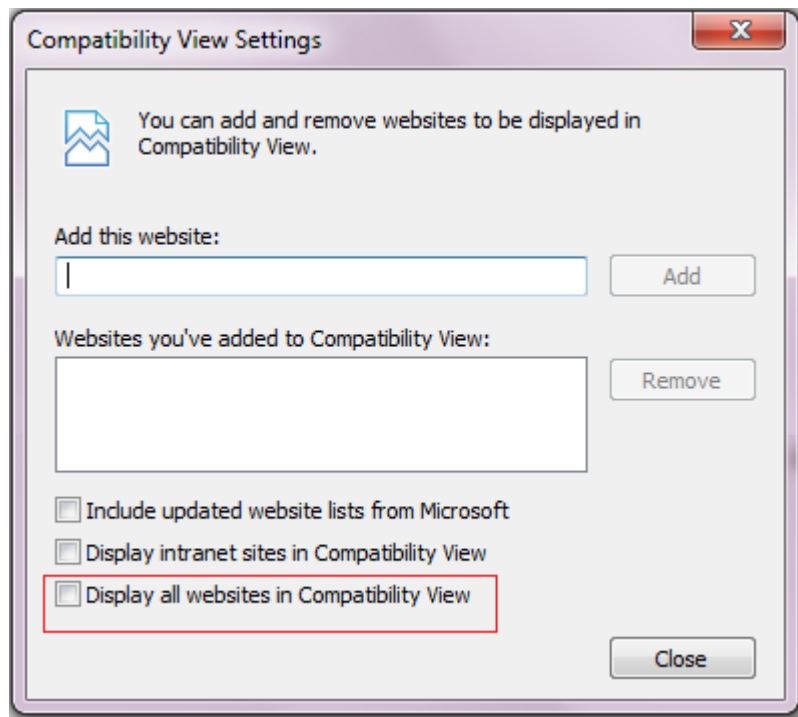 Compatibility View Settings
You can add and remove websites to be displayed in
Compatibility View.
Add this website:
Add
Websites you've added to Compatibility View:
Remove
Include updated website lists from Microsoft
Display intranet sites in Compatibility View
Display all websites in Compatibility View
Close